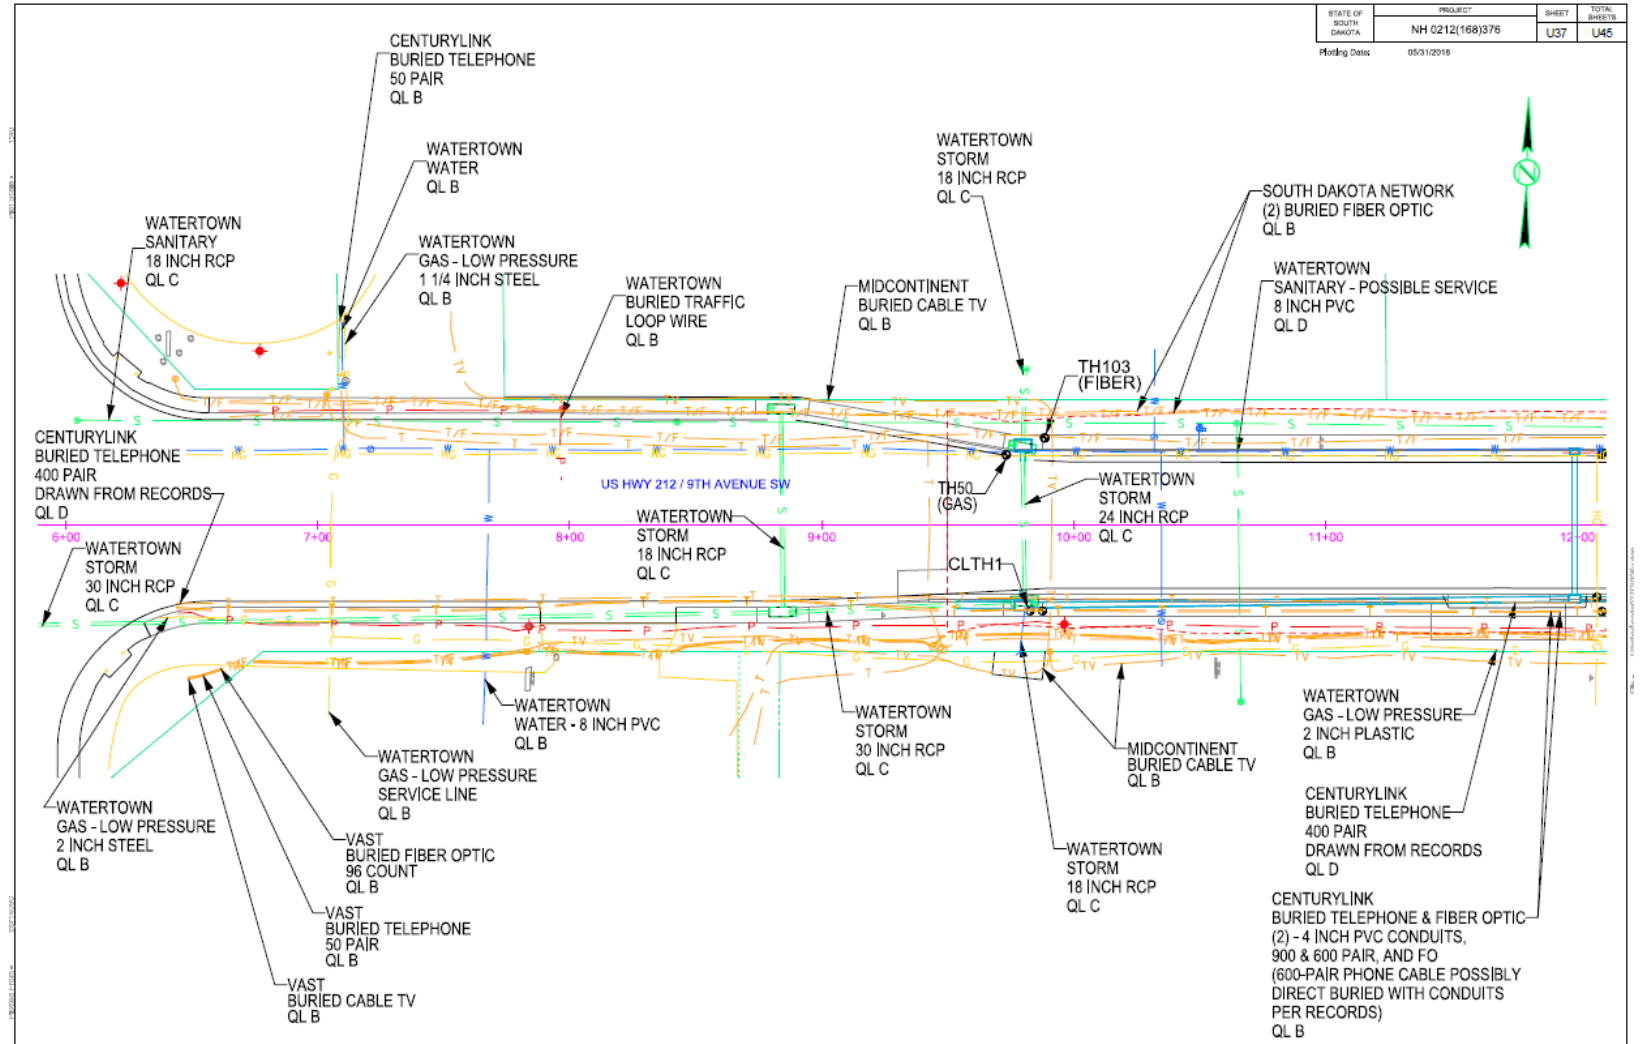 STATE OF
SOUTH
DAKOTA
PROJECT
NH 0212(168)376
SHEET
U37
TOTAL
SHEETS
U45
Plotting Date:
05/31/2018
CENTURYLINK
BURIED TELEPHONE
50 PAIR
QL B
WATERTOWN
WATER
QL B
WATERTOWN
SANITARY
18 INCH RCP
QL C
WATERTOWN
GAS - LOW PRESSURE
1 1/4 INCH STEEL
QL B
WATERTOWN
BURIED TRAFFIC
LOOP WIRE
QL B
MIDCONTINENT
BURIED CABLE TV
QL B
WATERTOWN
STORM
18 INCH RCP
QL C
SOUTH DAKOTA NETWORK
(2) BURIED FIBER OPTIC
QL B
WATERTOWN
SANITARY - POSSIBLE SERVICE
8 INCH PVC
QL D
TH103
(FIBER)
TH50
(GAS)
CENTURYLINK
BURIED TELEPHONE
400 PAIR
DRAWN FROM RECORDS
QL D
US HWY 212 / 9TH AVENUE SW
WATERTOWN
STORM
24 INCH RCP
QL C
6+00
7+00
8+00
9+00
10+00
11+00
12+00
WATERTOWN
STORM
30 INCH RCP
QL C
WATERTOWN
STORM
18 INCH RCP
QL C
CLTH1
WATERTOWN
GAS - LOW PRESSURE
2 INCH STEEL
QL B
WATERTOWN
GAS - LOW PRESSURE
SERVICE LINE
QL B
WATERTOWN
WATER - 8 INCH PVC
QL B
WATERTOWN
STORM
30 INCH RCP
QL C
MIDCONTINENT
BURIED CABLE TV
QL B
WATERTOWN
GAS - LOW PRESSURE
2 INCH PLASTIC
QL B
VAST
BURIED FIBER OPTIC
96 COUNT
QL B
VAST
BURIED TELEPHONE
50 PAIR
QL B
VAST
BURIED CABLE TV
QL B
WATERTOWN
STORM
18 INCH RCP
QL C
CENTURYLINK
BURIED TELEPHONE
400 PAIR
DRAWN FROM RECORDS
QL D
CENTURYLINK
BURIED TELEPHONE & FIBER OPTIC
(2) - 4 INCH PVC CONDUITS,
900 & 600 PAIR, AND FO
(600-PAIR PHONE CABLE POSSIBLY
DIRECT BURIED WITH CONDUITS
PER RECORDS)
QL B